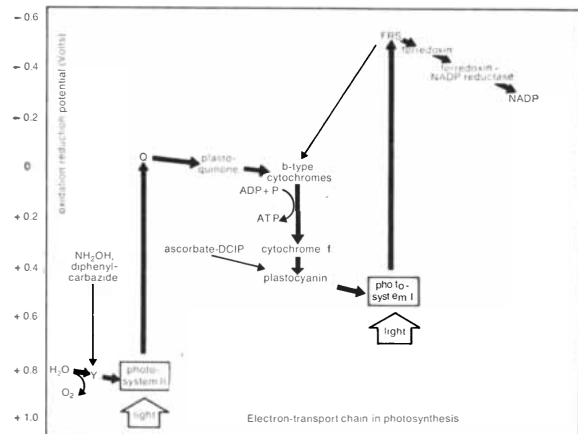 − 0.6
− 0.4
− 0.2
0
+ 0.2
+ 0.4
+ 0.6
+ 0.8
+ 1.0
oxidation reduction potential (Volts)
FRS
ferredoxin
ferredoxin-
NADP reductase
NADP
Q
plasto-
quinone
b-type
cytochromes
ADP + P
ATP
cytochrome f
ascorbate-DCIP
plastocyanin
NH₂OH,
diphenyl-
carbazide
photo-
system I
light
H₂O
Y
O₂
photo-
system II
light
Electron-transport chain in photosynthesis